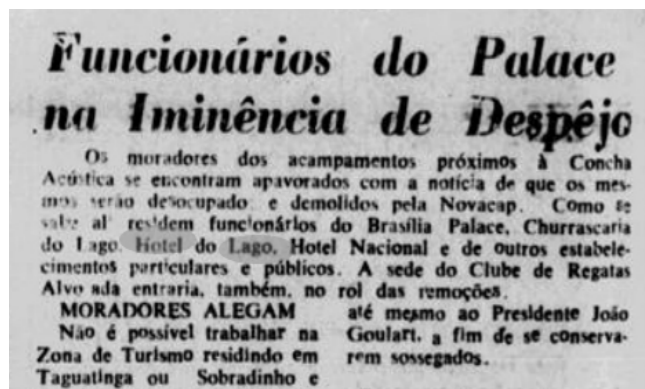 Funcionários do Palace
na Iminência de Despêjo
Os moradores dos acampamentos próximos à Concha
Acústica se encontram apavorados com a notícia de que os mes-
mos serão desocupado e demolidos pela Novacap. Como se
sabe aí residem funcionários do Brasília Palace, Churrascaria
do Lago, Hotel do Lago, Hotel Nacional e de outros estabele-
cimentos particulares e públicos. A sede do Clube de Regatas
Alvo ada entraria, também, no rol das remoções.
MORADORES ALEGAM
Não é possível trabalhar na
Zona de Turismo residindo em
Taguatinga ou Sobradinho e
até mesmo ao Presidente João
Goulart, a fim de se conserva-
rem sossegados.